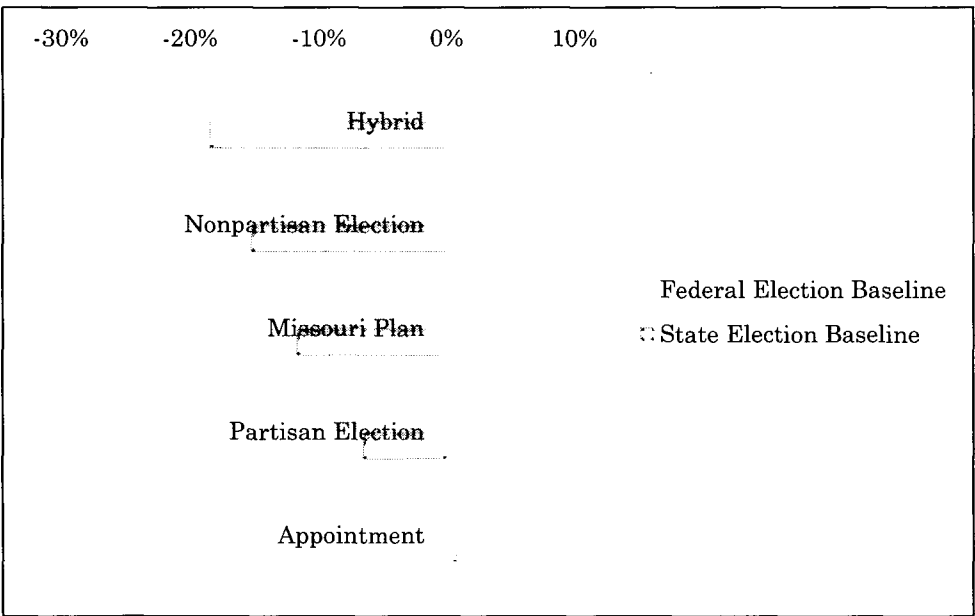 -30% -20% -10% 0% 10%
Hybrid
Nonpartisan Election
Federal Election Baseline
State Election Baseline
Missouri Plan
Partisan Election
Appointment